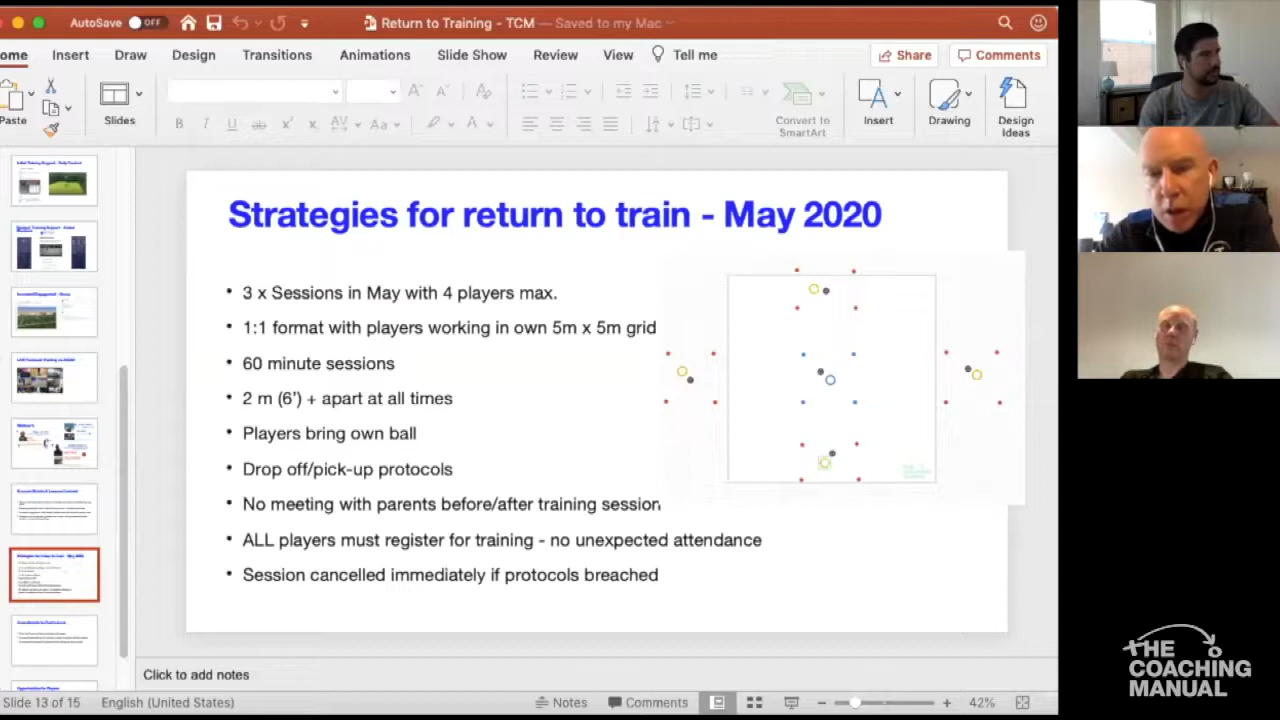 AutoSave OFF Return to Training - TCM — Saved to my Mac
ome Insert Draw Design Transitions Animations Slide Show Review View Tell me Share Comments
Paste Slides Convert to SmartArt Insert Drawing Design Ideas
Strategies for return to train - May 2020
• 3 x Sessions in May with 4 players max.
• 1:1 format with players working in own 5m x 5m grid
• 60 minute sessions
• 2 m (6') + apart at all times
• Players bring own ball
• Drop off/pick-up protocols
• No meeting with parents before/after training session
• ALL players must register for training - no unexpected attendance
• Session cancelled immediately if protocols breached
Click to add notes
Slide 13 of 15 English (United States) Notes Comments 42%
THE
COACHING
MANUAL